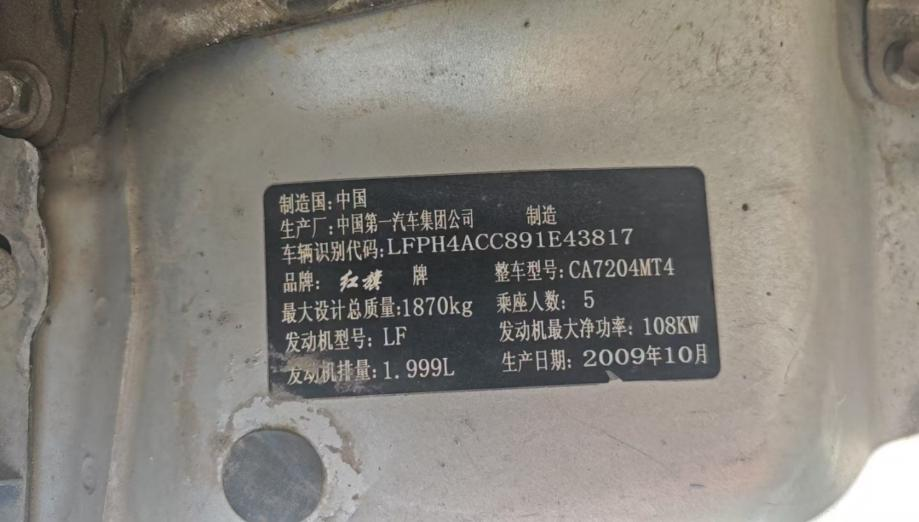 制造国:中国
生产厂:中国第一汽车集团公司 制造
车辆识别代码:LFPH4ACC891E43817
品牌: 红旗 牌 整车型号:CA7204MT4
最大设计总质量:1870kg 乘座人数: 5
发动机型号: LF 发动机最大净功率: 108KW
发动机排量: 1.999L 生产日期: 2009年10月